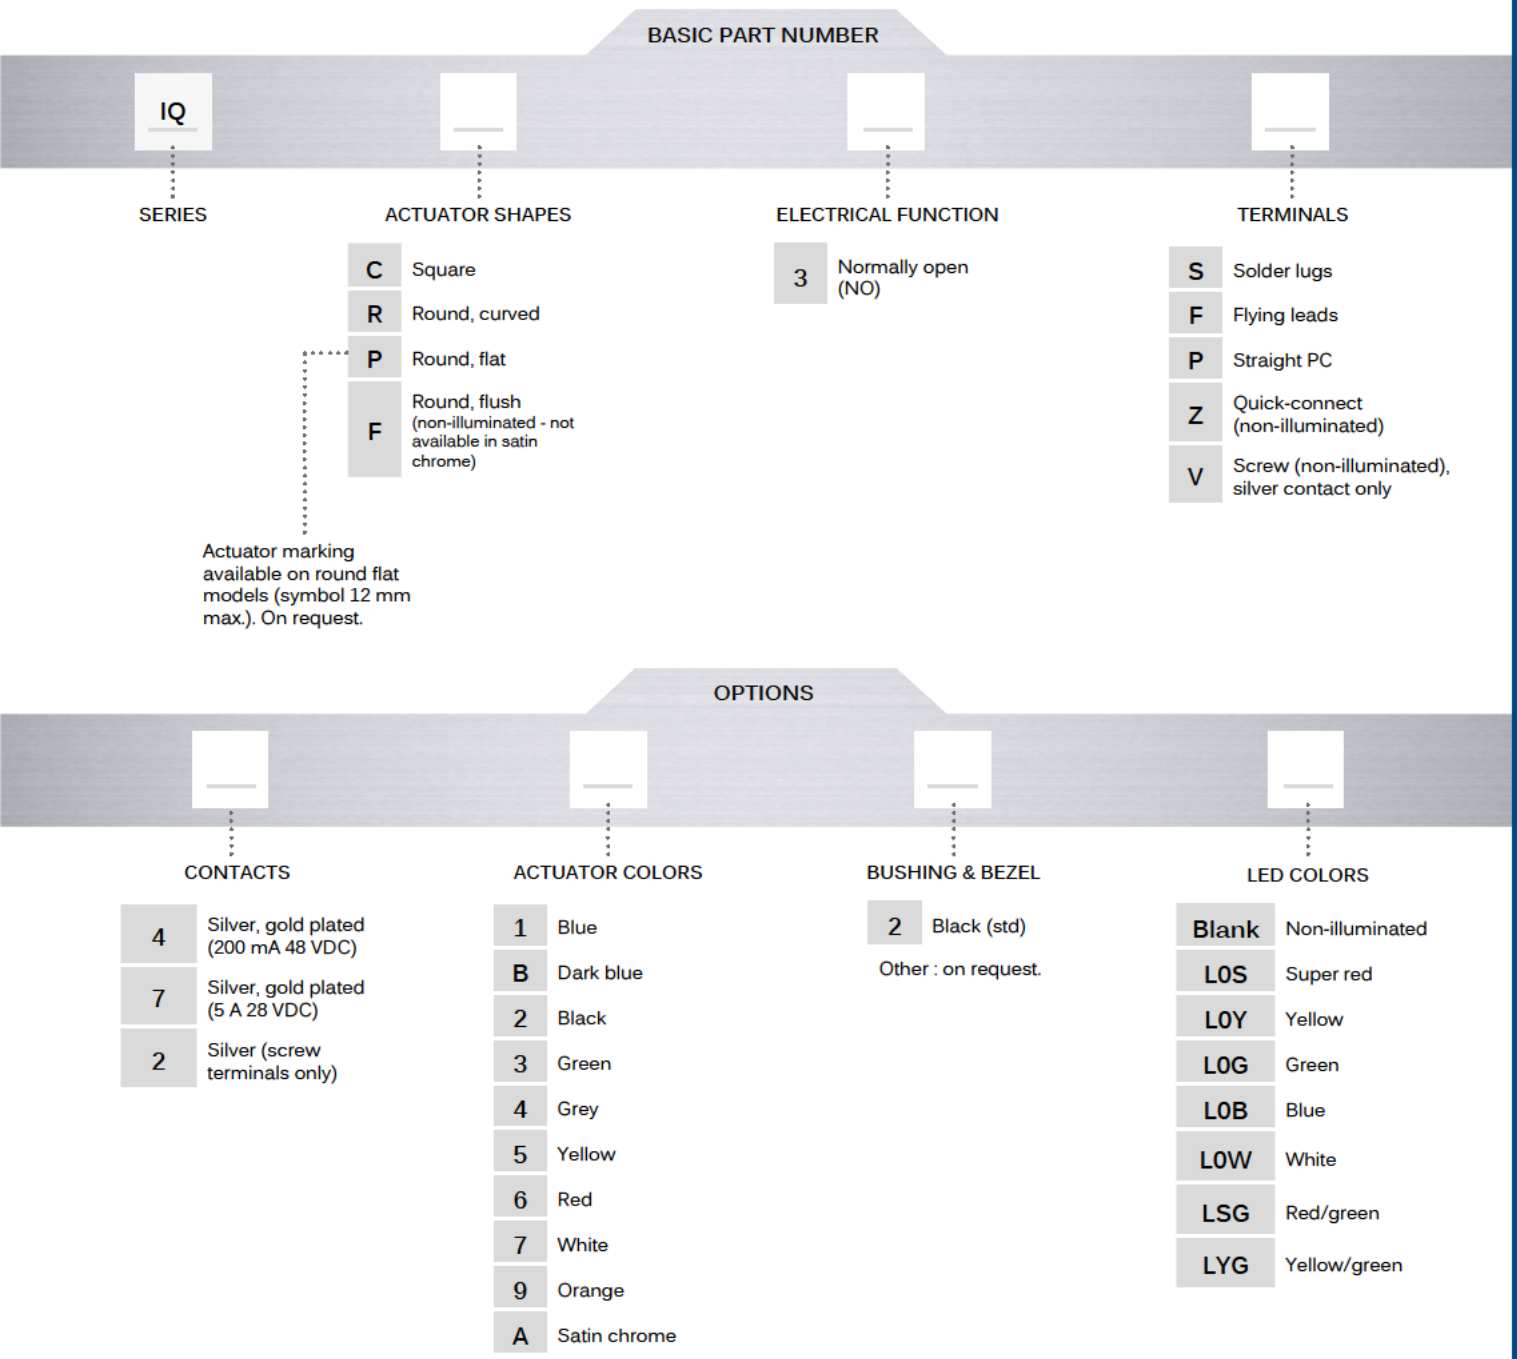 BASIC PART NUMBER
IQ
SERIES
ACTUATOR SHAPES
C Square
R Round, curved
P Round, flat
F Round, flush
(non-illuminated - not
available in satin
chrome)
Actuator marking
available on round flat
models (symbol 12 mm
max.). On request.
ELECTRICAL FUNCTION
3 Normally open
(NO)
TERMINALS
S Solder lugs
F Flying leads
P Straight PC
Z Quick-connect
(non-illuminated)
V Screw (non-illuminated),
silver contact only
OPTIONS
CONTACTS
4 Silver, gold plated
(200 mA 48 VDC)
7 Silver, gold plated
(5 A 28 VDC)
2 Silver (screw
terminals only)
ACTUATOR COLORS
1 Blue
B Dark blue
2 Black
3 Green
4 Grey
5 Yellow
6 Red
7 White
9 Orange
A Satin chrome
BUSHING & BEZEL
2 Black (std)
Other : on request.
LED COLORS
Blank Non-illuminated
L0S Super red
L0Y Yellow
L0G Green
L0B Blue
L0W White
LSG Red/green
LYG Yellow/green